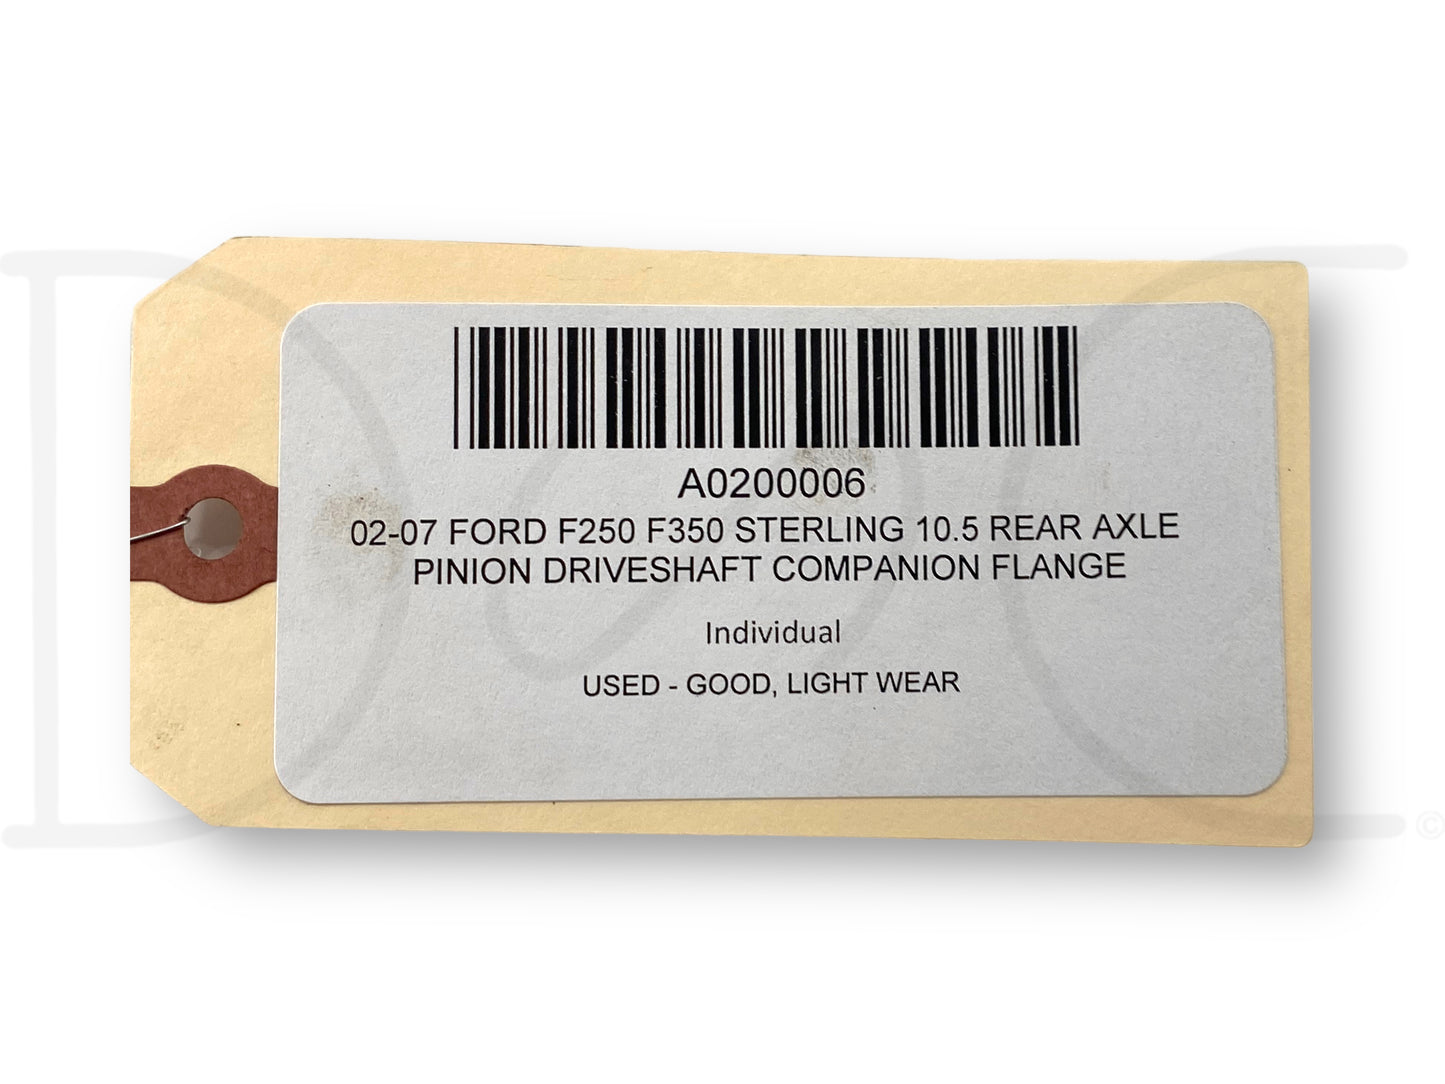 A0200006
02-07 FORD F250 F350 STERLING 10.5 REAR AXLE
PINION DRIVESHAFT COMPANION FLANGE
Individual
USED - GOOD, LIGHT WEAR
©